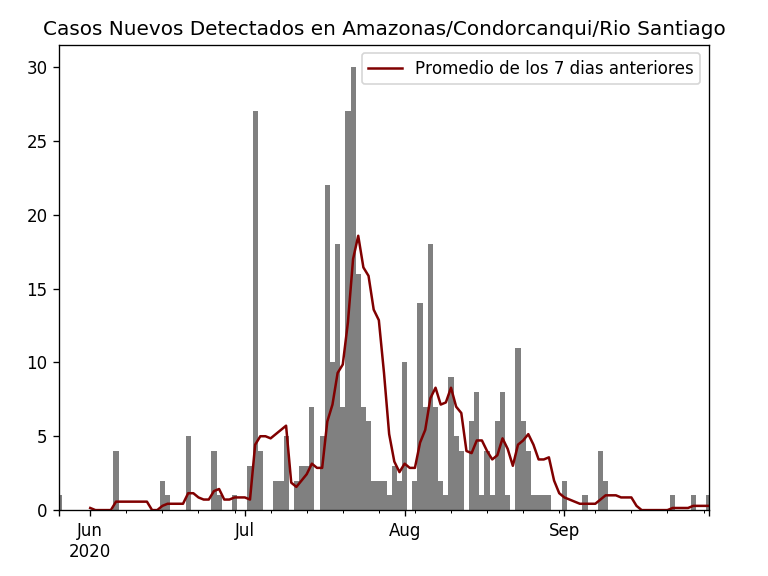 Casos Nuevos Detectados en Amazonas/Condorcanqui/Rio Santiago
Promedio de los 7 dias anteriores
30
25
20
15
10
5
0
Jun Jul Aug Sep
2020